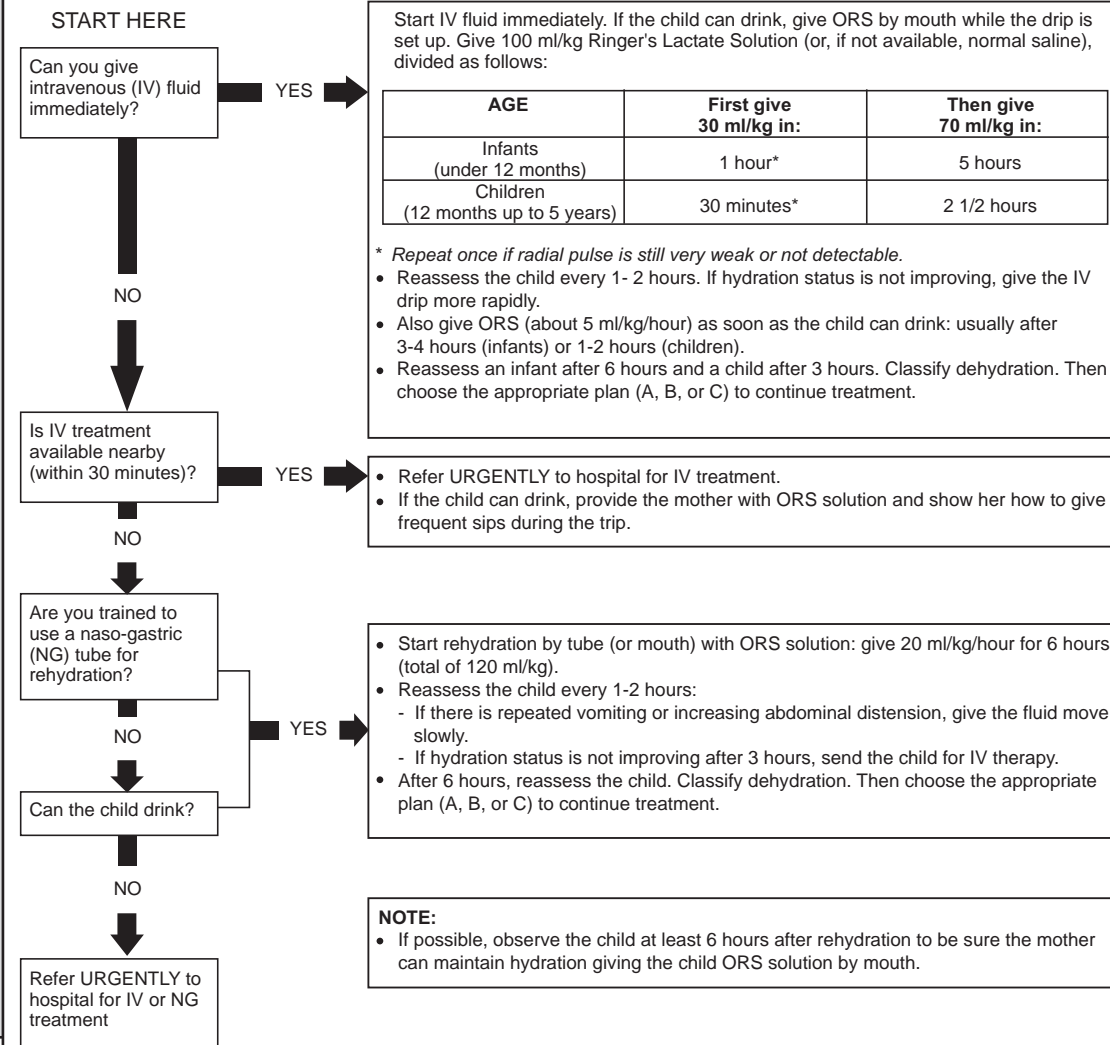 START HERE
Can you give
intravenous (IV) fluid
immediately?
YES
Start IV fluid immediately. If the child can drink, give ORS by mouth while the drip is
set up. Give 100 ml/kg Ringer's Lactate Solution (or, if not available, normal saline),
divided as follows:
AGE
First give
30 ml/kg in:
Then give
70 ml/kg in:
Infants
(under 12 months)
1 hour*
5 hours
Children
(12 months up to 5 years)
30 minutes*
2 1/2 hours
* Repeat once if radial pulse is still very weak or not detectable.
• Reassess the child every 1- 2 hours. If hydration status is not improving, give the IV
drip more rapidly.
• Also give ORS (about 5 ml/kg/hour) as soon as the child can drink: usually after
3-4 hours (infants) or 1-2 hours (children).
• Reassess an infant after 6 hours and a child after 3 hours. Classify dehydration. Then
choose the appropriate plan (A, B, or C) to continue treatment.
NO
Is IV treatment
available nearby
(within 30 minutes)?
YES
• Refer URGENTLY to hospital for IV treatment.
• If the child can drink, provide the mother with ORS solution and show her how to give
frequent sips during the trip.
NO
Are you trained to
use a naso-gastric
(NG) tube for
rehydration?
NO
Can the child drink?
YES
• Start rehydration by tube (or mouth) with ORS solution: give 20 ml/kg/hour for 6 hours
(total of 120 ml/kg).
• Reassess the child every 1-2 hours:
- If there is repeated vomiting or increasing abdominal distension, give the fluid move
slowly.
- If hydration status is not improving after 3 hours, send the child for IV therapy.
• After 6 hours, reassess the child. Classify dehydration. Then choose the appropriate
plan (A, B, or C) to continue treatment.
NO
Refer URGENTLY to
hospital for IV or NG
treatment
NOTE:
• If possible, observe the child at least 6 hours after rehydration to be sure the mother
can maintain hydration giving the child ORS solution by mouth.